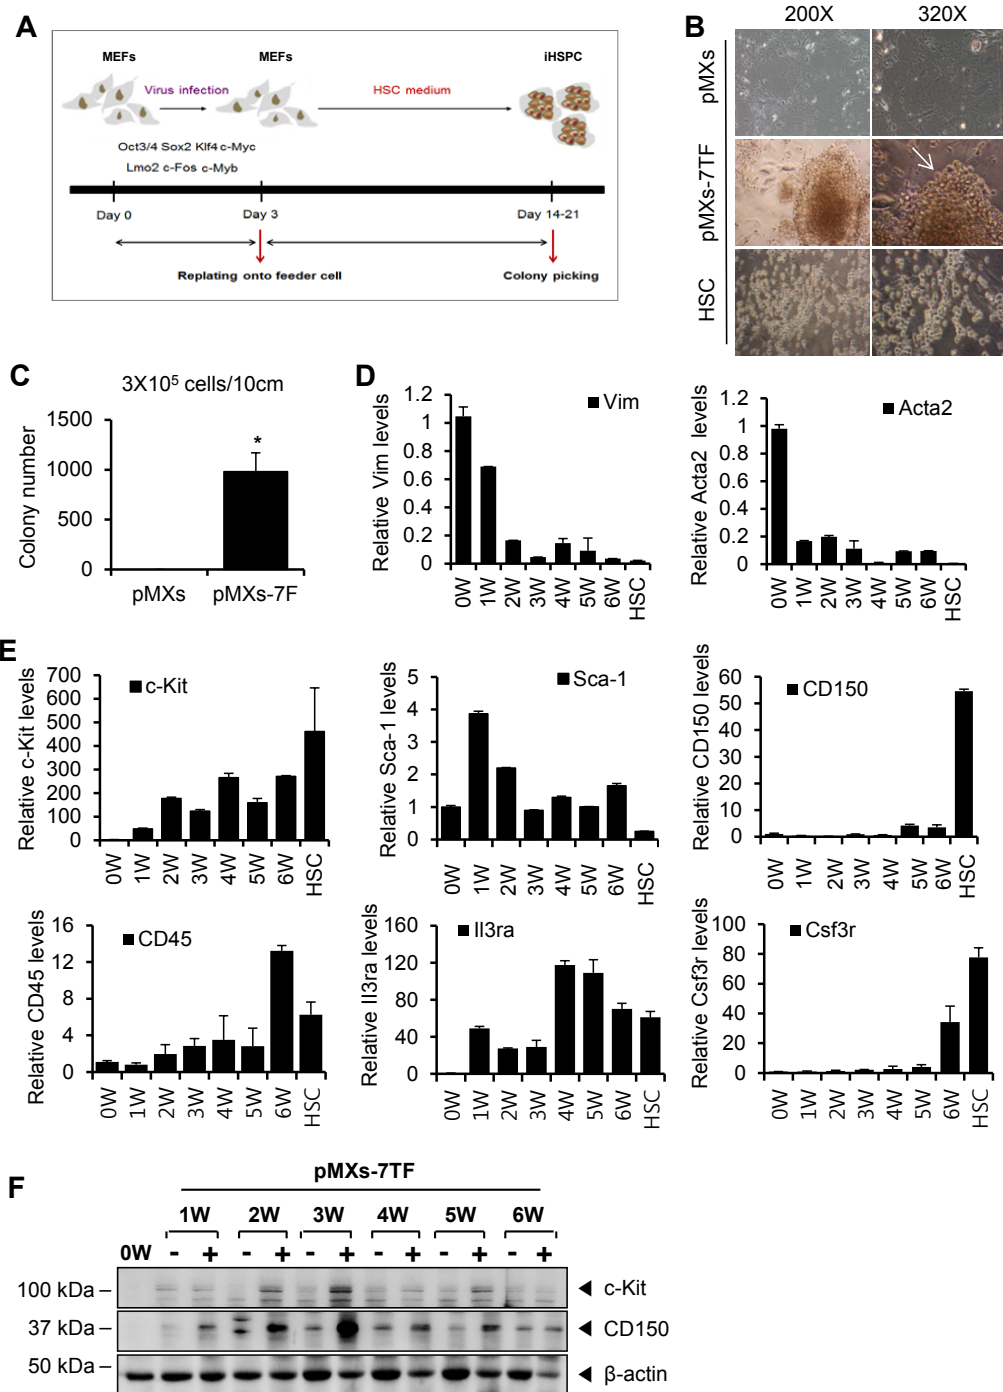 A
MEFs
MEFs
iHSPC
Virus infection
HSC medium
Oct3/4 Sox2 Klf4 c-Myc
Lmo2 c-Fos c-Myb
Day 0
Day 3
Day 14-21
Replating onto feeder cell
Colony picking
B
200X
320X
pMXs
pMXs-7TF
HSC
C
3X10⁵ cells/10cm
Colony number
1500
1000
500
0
*
pMXs
pMXs-7F
D
Relative Vim levels
1.2
1
0.8
0.6
0.4
0.2
0
Vim
0W
1W
2W
3W
4W
5W
6W
HSC
Relative Acta2 levels
1.2
1
0.8
0.6
0.4
0.2
0
Acta2
0W
1W
2W
3W
4W
5W
6W
HSC
E
Relative c-Kit levels
700
600
500
400
300
200
100
0
c-Kit
0W
1W
2W
3W
4W
5W
6W
HSC
Relative Sca-1 levels
5
4
3
2
1
0
Sca-1
0W
1W
2W
3W
4W
5W
6W
HSC
Relative CD150 levels
60
50
40
30
20
10
0
CD150
0W
1W
2W
3W
4W
5W
6W
HSC
Relative CD45 levels
16
12
8
4
0
CD45
0W
1W
2W
3W
4W
5W
6W
HSC
Relative Il3ra levels
160
120
80
40
0
Il3ra
0W
1W
2W
3W
4W
5W
6W
HSC
Relative Csf3r levels
100
80
60
40
20
0
Csf3r
0W
1W
2W
3W
4W
5W
6W
HSC
F
pMXs-7TF
1W 2W 3W 4W 5W 6W
0W - + - + - + - + - + - +
100 kDa
c-Kit
37 kDa
CD150
50 kDa
β-actin